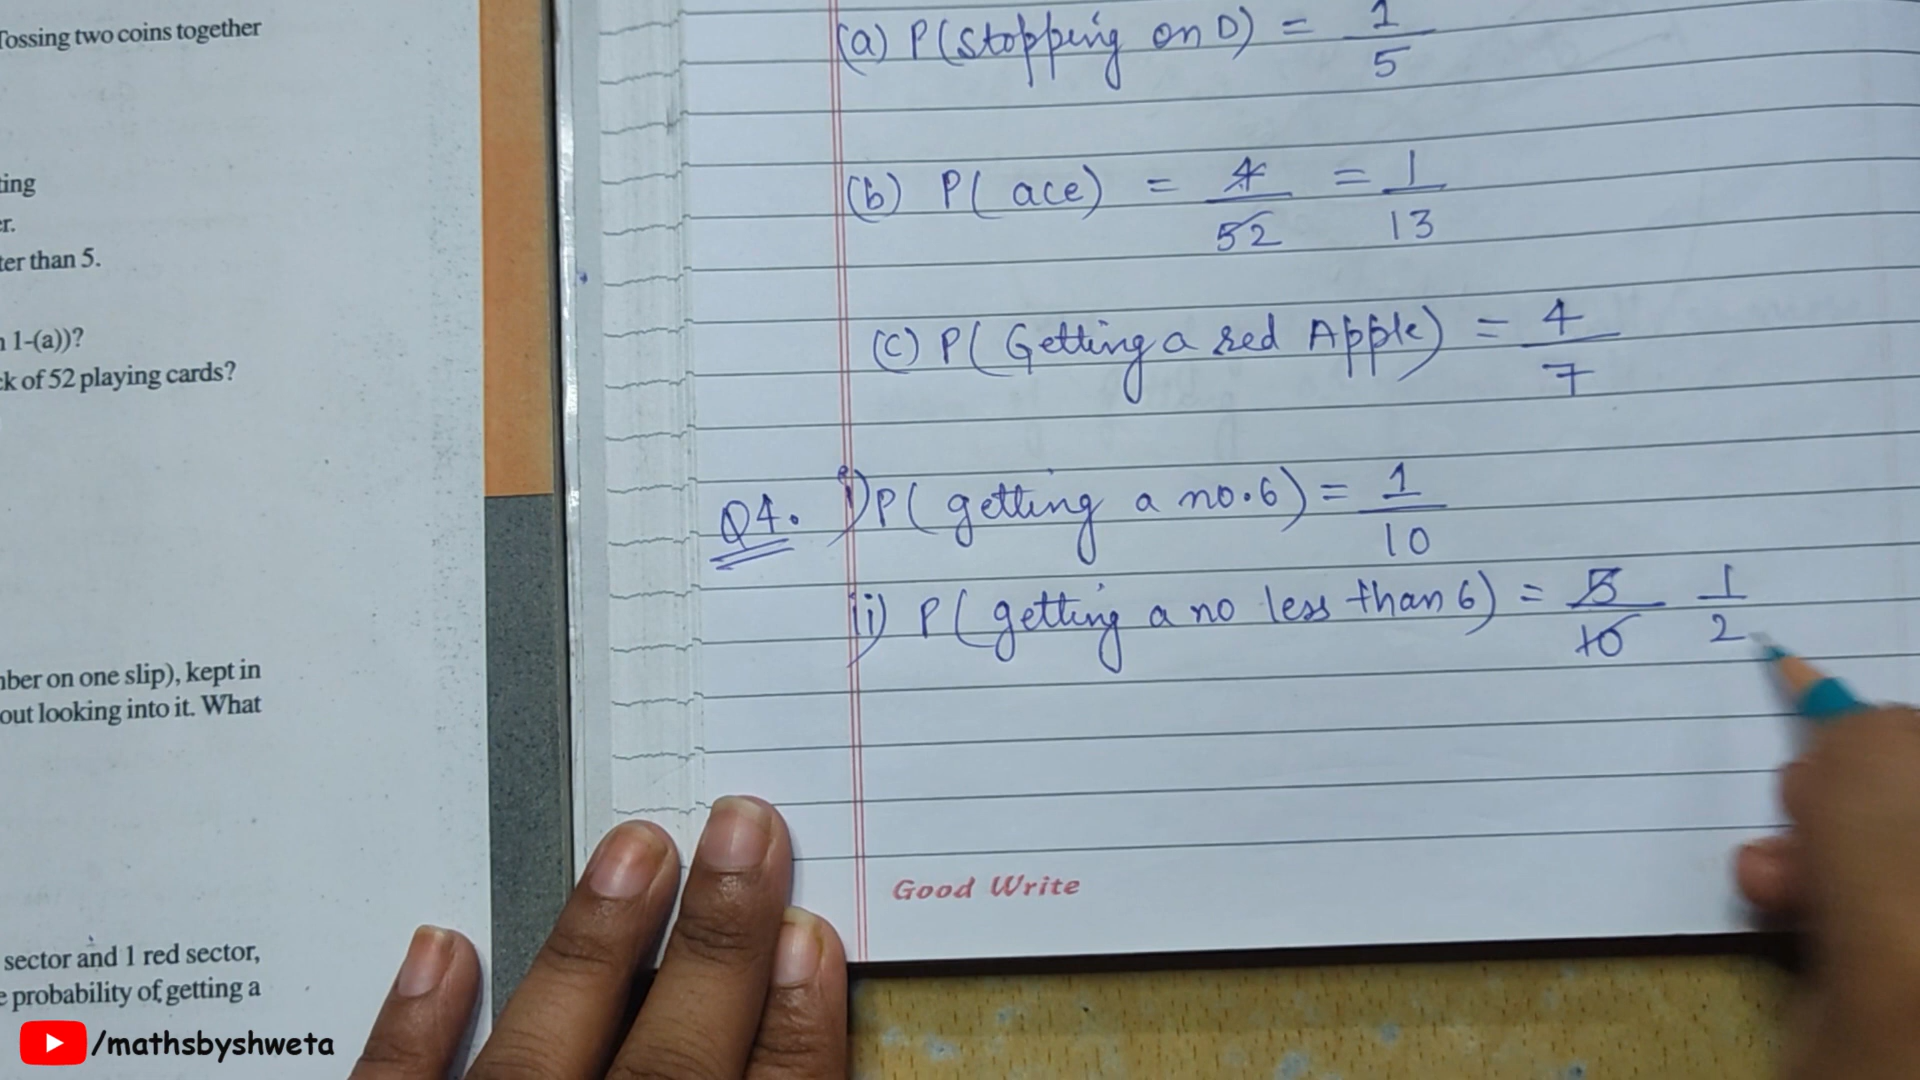 Tossing two coins together
ting
er.
ter than 5.
n 1-(a))?
ck of 52 playing cards?
nber on one slip), kept in
out looking into it. What
sector and 1 red sector,
e probability of getting a
(a) P(stopping on D) = 1/5
(b) P( ace) = 4/52 = 1/13
(c) P( Getting a red Apple) = 4/7
Q4. i) P( getting a no. 6) = 1/10
ii) P( getting a no less than 6) = 5/10 1/2
Good Write
/mathsbyshweta